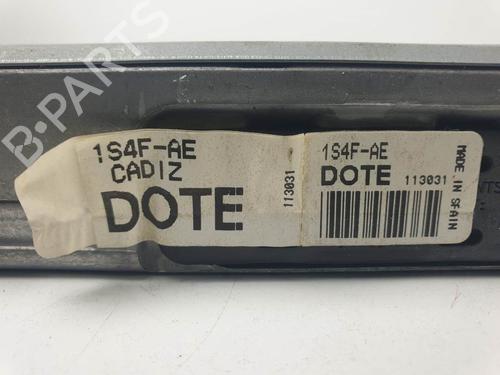 B-PARTS
1S4F-AE
CADIZ
DOTE
113031
1S4F-AE
DOTE 113031
MADE IN SPAIN